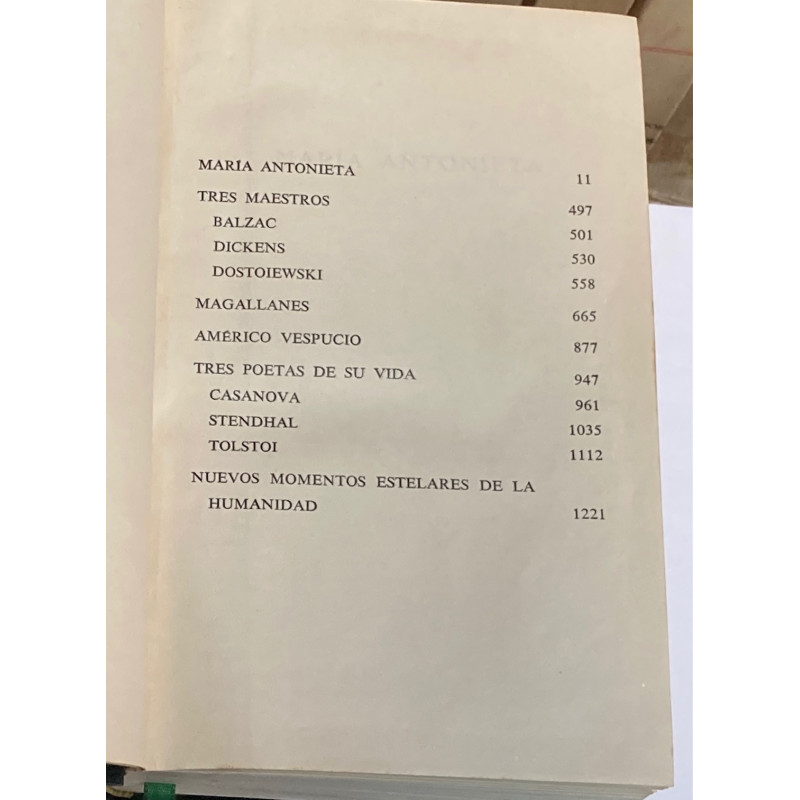 MARÍA ANTONIETA 11
TRES MAESTROS 497
BALZAC 501
DICKENS 530
DOSTOIEWSKI 558
MAGALLANES 665
AMÉRICO VESPUCIO 877
TRES POETAS DE SU VIDA 947
CASANOVA 961
STENDHAL 1035
TOLSTOI 1112
NUEVOS MOMENTOS ESTELARES DE LA
HUMANIDAD 1221